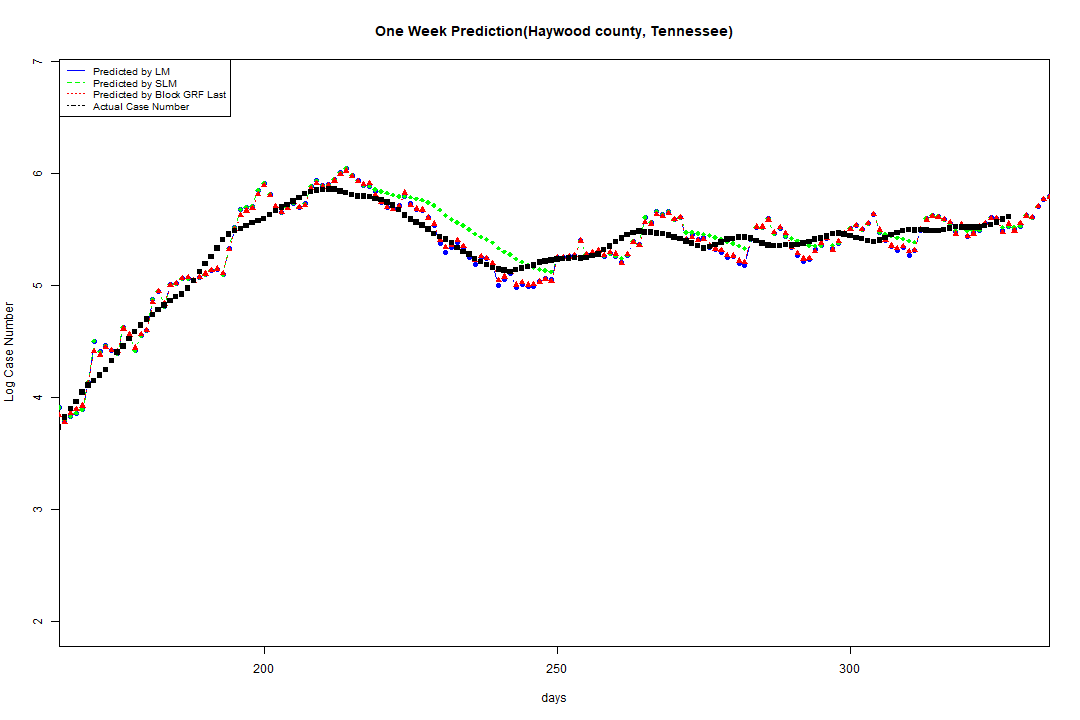 One Week Prediction(Haywood county, Tennessee)
Predicted by LM
Predicted by SLM
Predicted by Block GRF Last
Actual Case Number
7
6
5
4
3
2
Log Case Number
200 250 300
days